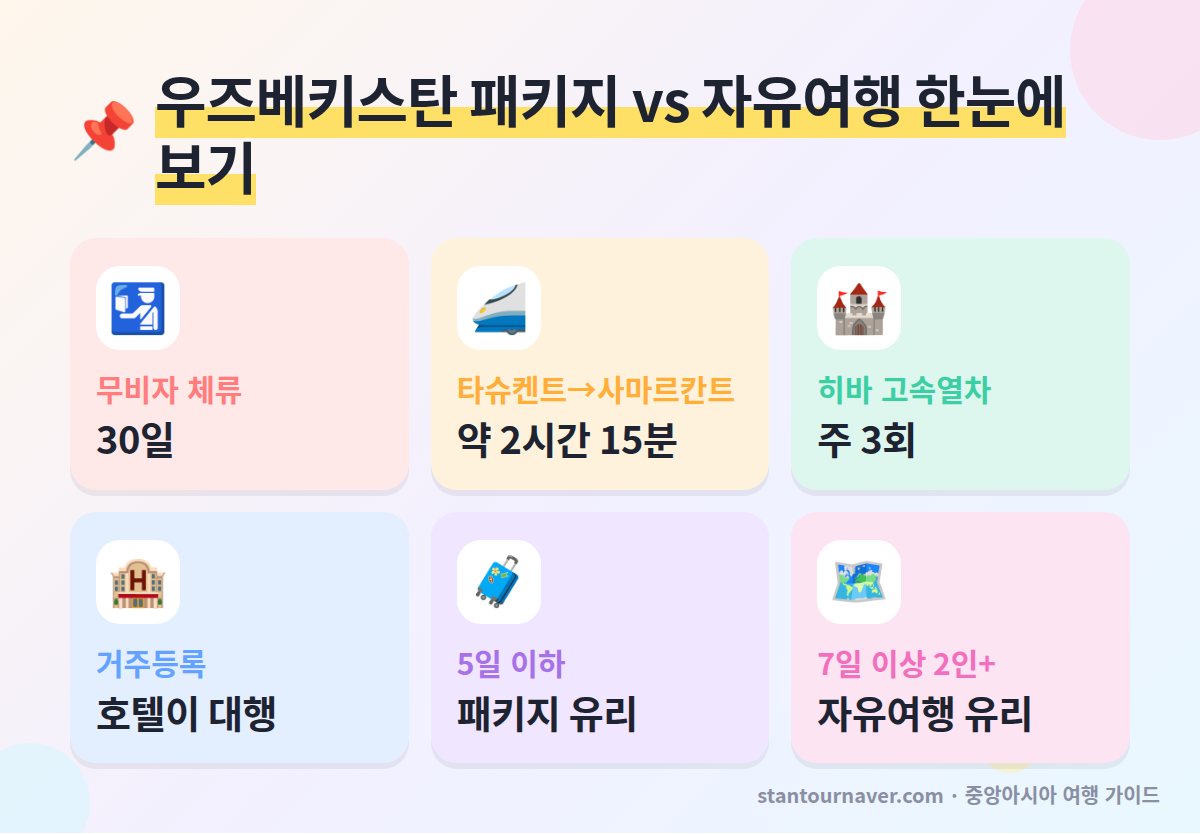 우즈베키스탄 패키지 vs 자유여행 한눈에
보기
무비자 체류
30일
타슈켄트→사마르칸트
약 2시간 15분
히바 고속열차
주 3회
거주등록
호텔이 대행
5일 이하
패키지 유리
7일 이상 2인+
자유여행 유리
stantournaver.com · 중앙아시아 여행 가이드